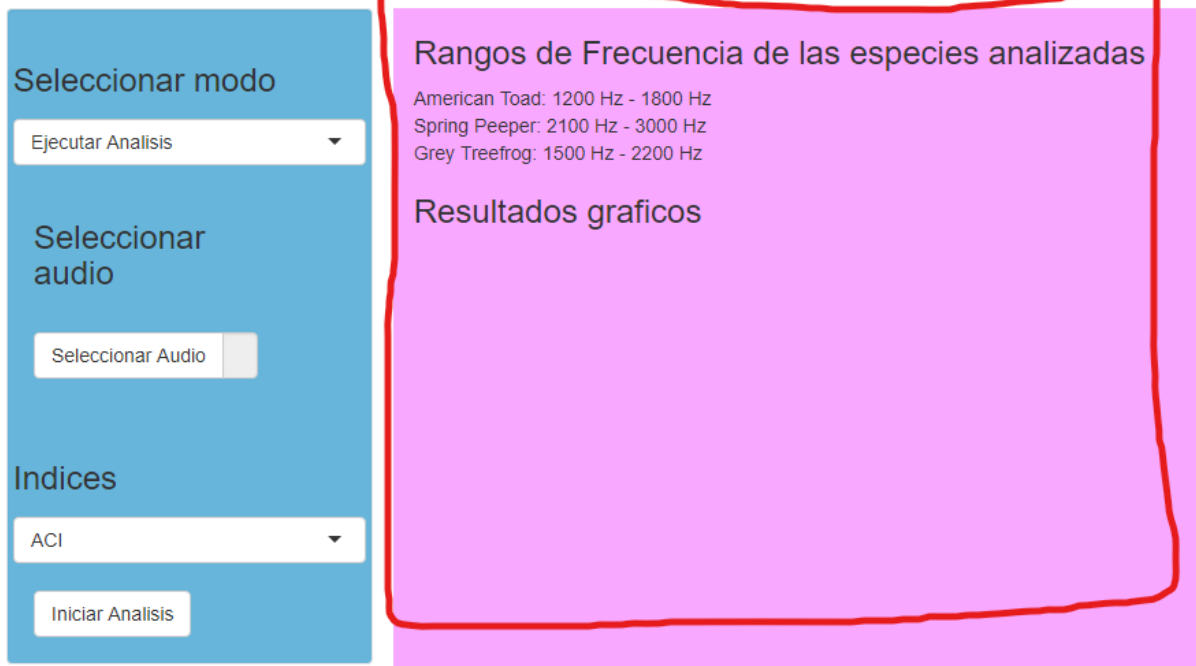 Seleccionar modo
Ejecutar Analisis
Seleccionar
audio
Seleccionar Audio
Indices
ACI
Iniciar Analisis
Rangos de Frecuencia de las especies analizadas
American Toad: 1200 Hz - 1800 Hz
Spring Peeper: 2100 Hz - 3000 Hz
Grey Treefrog: 1500 Hz - 2200 Hz
Resultados graficos